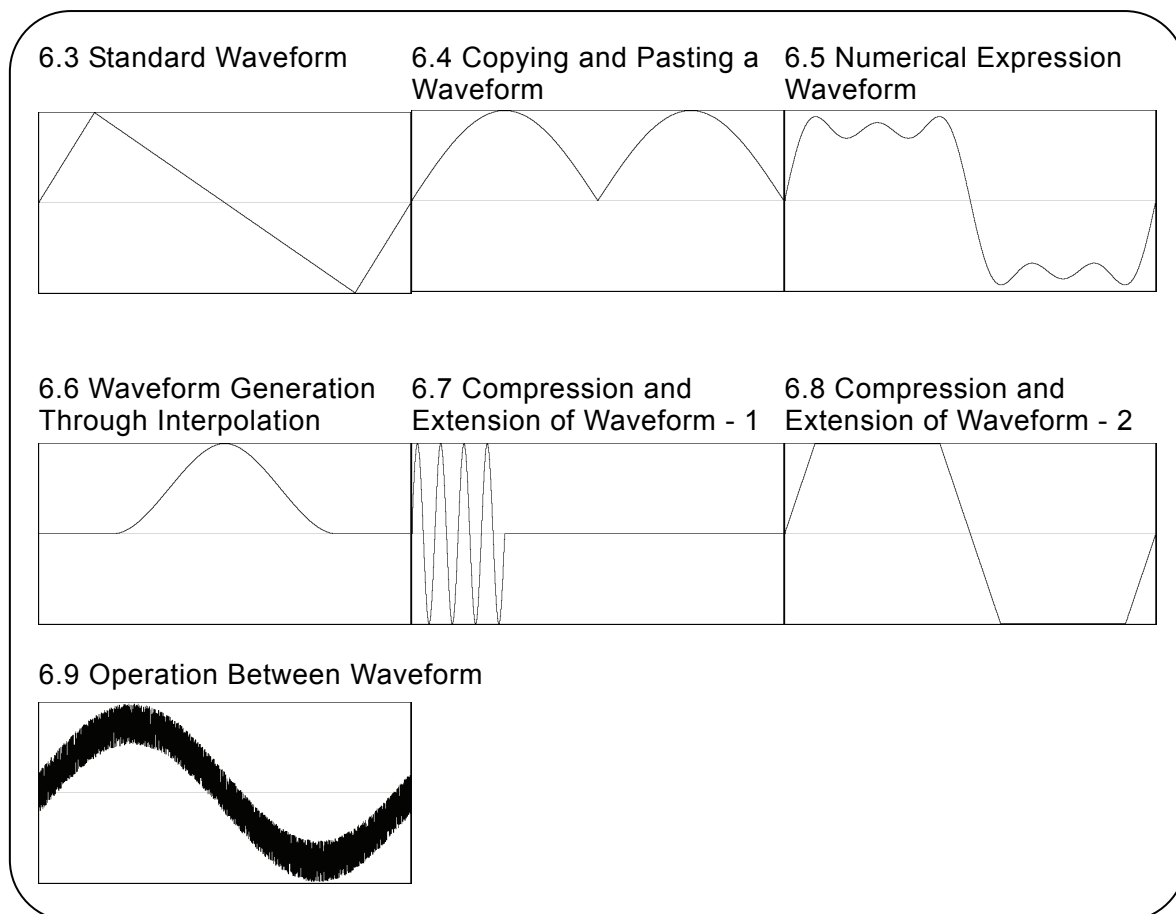 6.3 Standard Waveform
6.4 Copying and Pasting a
Waveform
6.5 Numerical Expression
Waveform
6.6 Waveform Generation
Through Interpolation
6.7 Compression and
Extension of Waveform - 1
6.8 Compression and
Extension of Waveform - 2
6.9 Operation Between Waveform